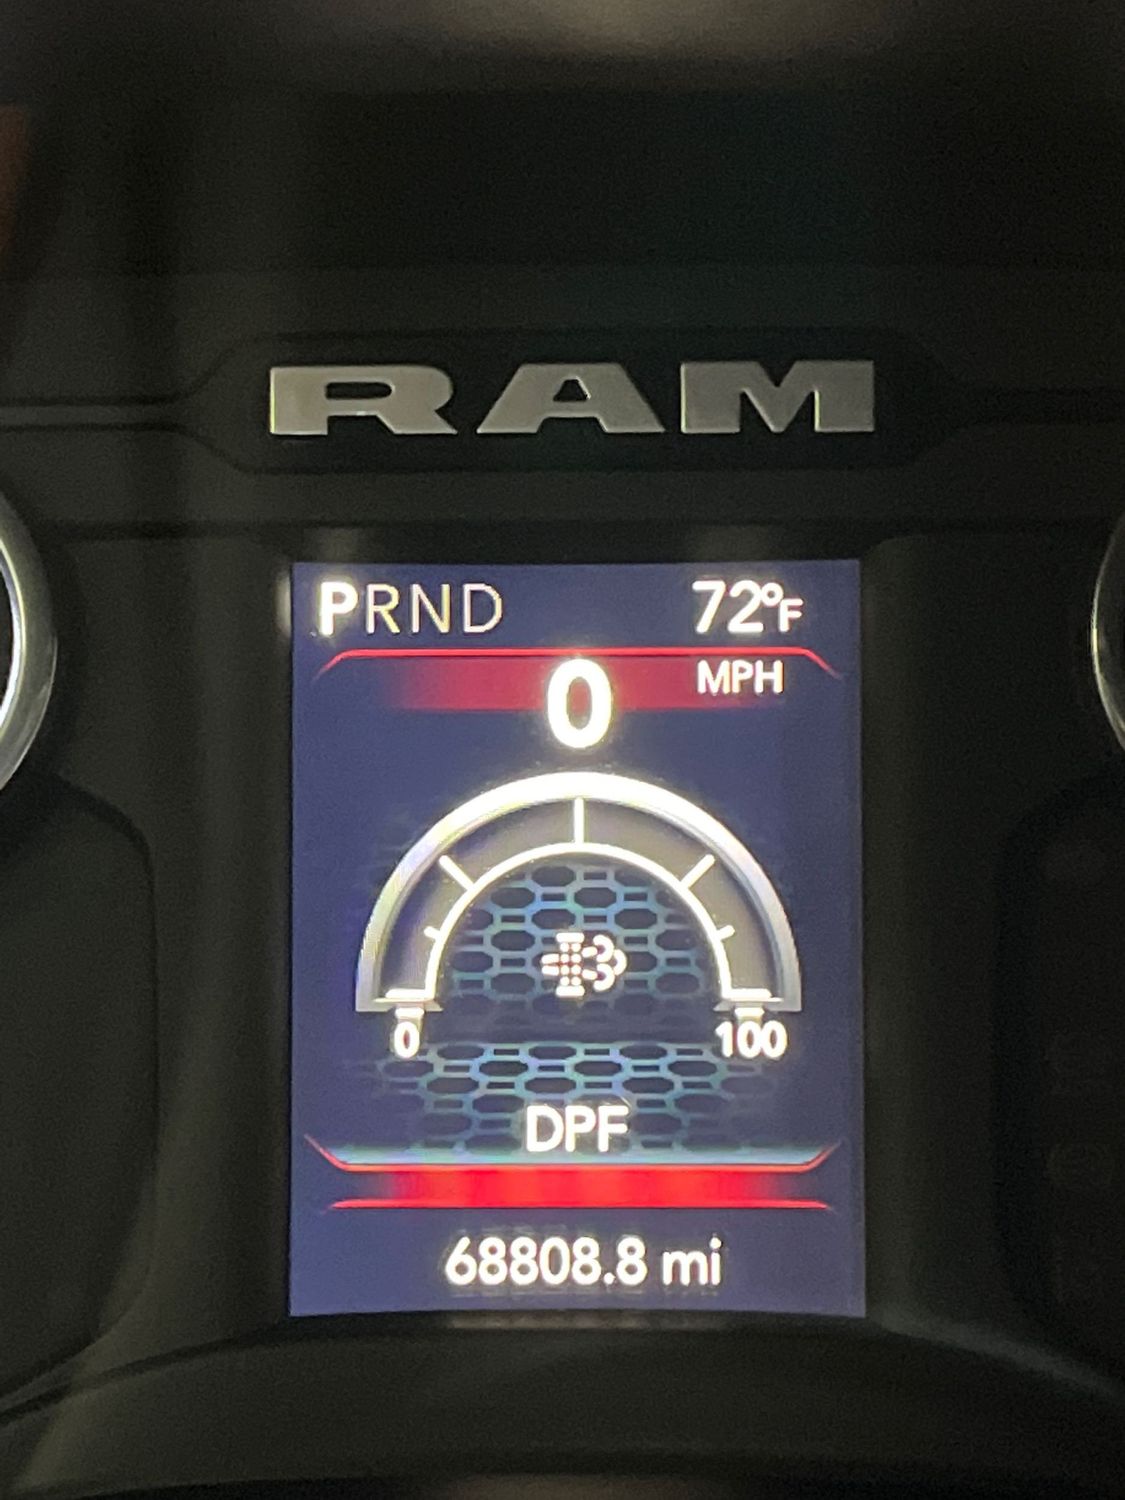 RAM
PRND 72°F
0 MPH
0 100
DPF
68808.8 mi